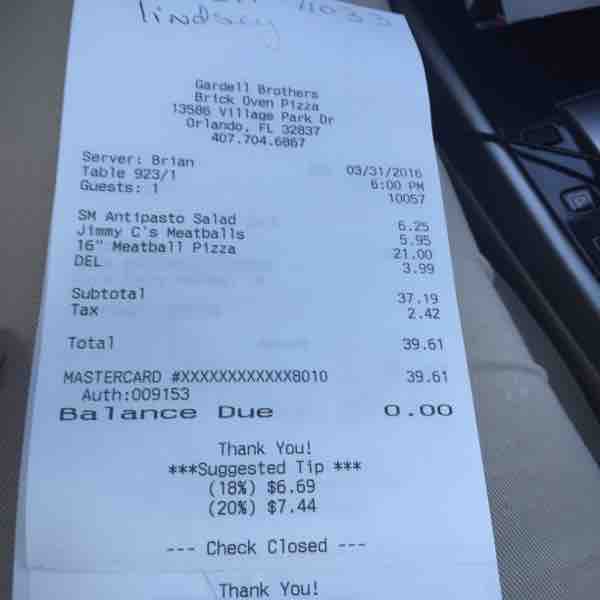 lindsay 4033
Gardell Brothers
Brick Oven Pizza
13586 Village Park Dr
Orlando, FL 32837
407.704.6867
Server: Brian 03/31/2016
Table 923/1 6:00 PM
Guests: 1 10057
SM Antipasto Salad 6.25
Jimmy C's Meatballs 5.95
16" Meatball Pizza 21.00
DEL 3.99
Subtotal 37.19
Tax 2.42
Total 39.61
MASTERCARD #XXXXXXXXXXXX8010 39.61
Auth:009153
Balance Due 0.00
Thank You!
***Suggested Tip ***
(18%) $6.69
(20%) $7.44
--- Check Closed ---
Thank You!